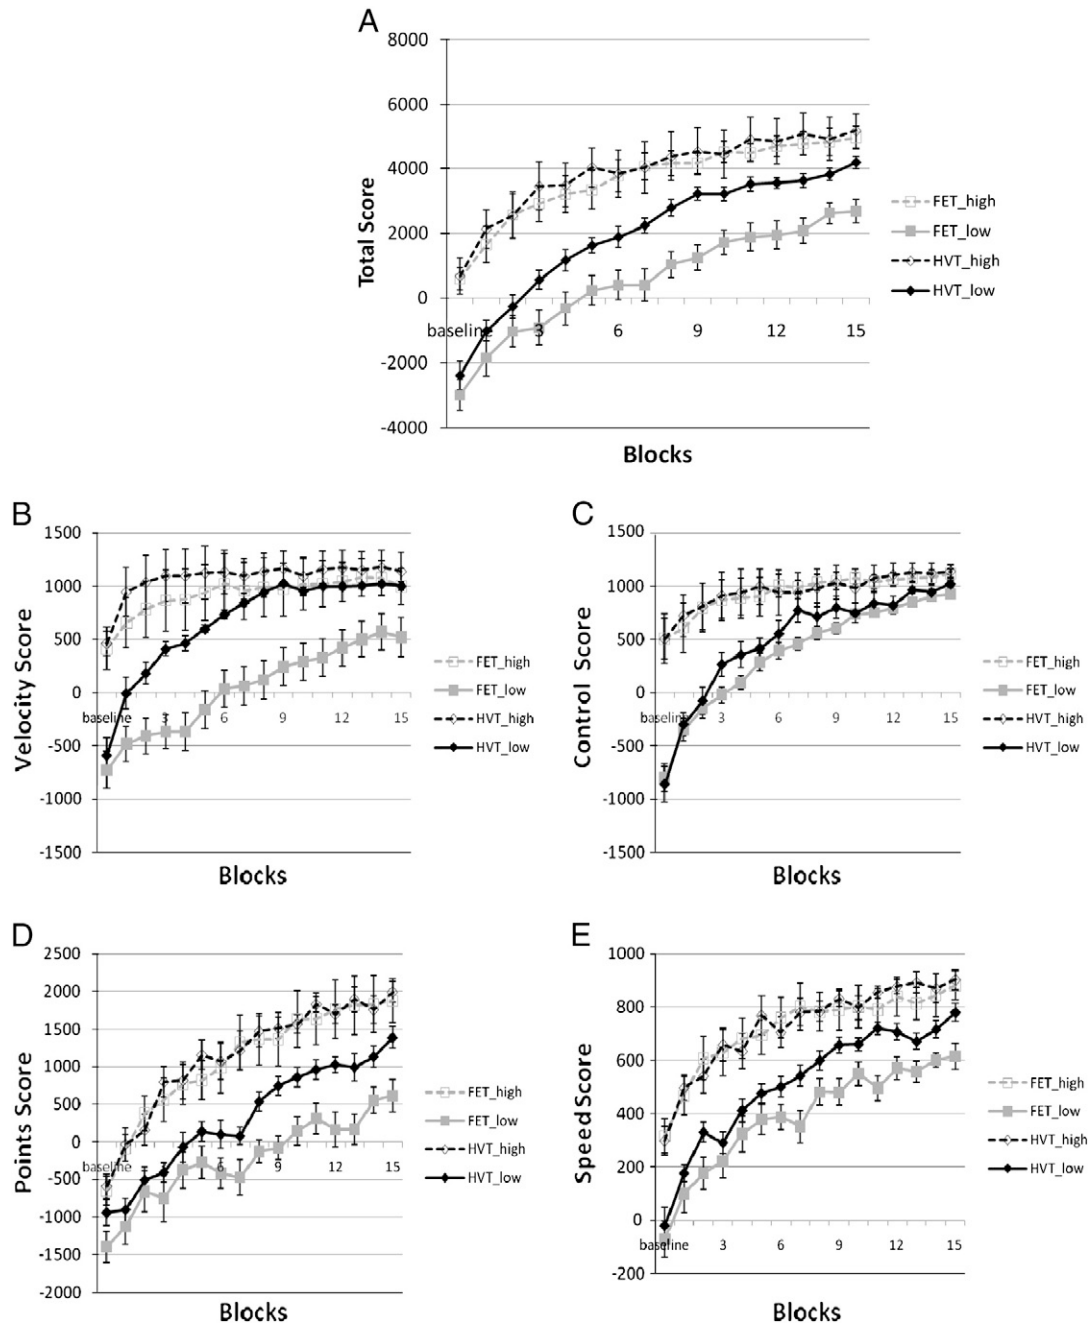 A
8000
6000
4000
2000
0
-2000
-4000
Total Score
baseline 3 6 9 12 15
Blocks
FET_high
FET_low
HVT_high
HVT_low
B
1500
1000
500
0
-500
-1000
-1500
Velocity Score
baseline 3 6 9 12 15
Blocks
FET_high
FET_low
HVT_high
HVT_low
C
1500
1000
500
0
-500
-1000
-1500
Control Score
baseline 3 6 9 12 15
Blocks
FET_high
FET_low
HVT_high
HVT_low
D
2500
2000
1500
1000
500
0
-500
-1000
-1500
-2000
Points Score
baseline 3 6 9 12 15
Blocks
FET_high
FET_low
HVT_high
HVT_low
E
1000
800
600
400
200
0
-200
Speed Score
baseline 3 6 9 12 15
Blocks
FET_high
FET_low
HVT_high
HVT_low